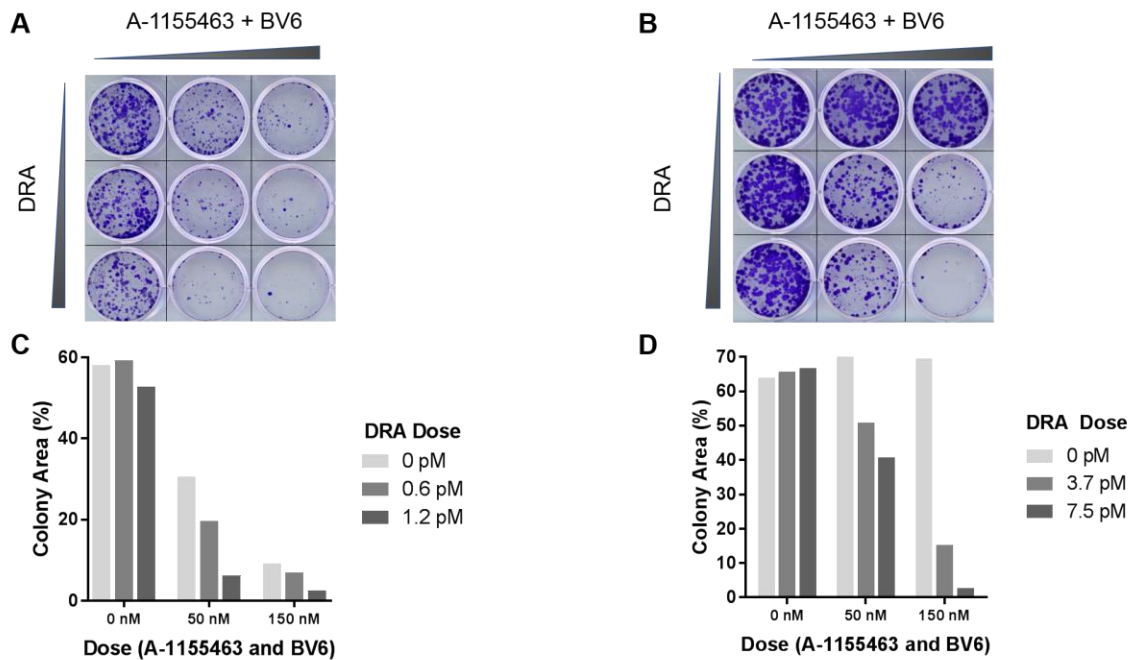 A
A-1155463 + BV6
DRA
B
A-1155463 + BV6
DRA
C
60
40
20
0
Colony Area (%)
0 nM
50 nM
150 nM
Dose (A-1155463 and BV6)
DRA Dose
0 pM
0.6 pM
1.2 pM
D
70
60
50
40
30
20
10
0
Colony Area (%)
0 nM
50 nM
150 nM
Dose (A-1155463 and BV6)
DRA Dose
0 pM
3.7 pM
7.5 pM